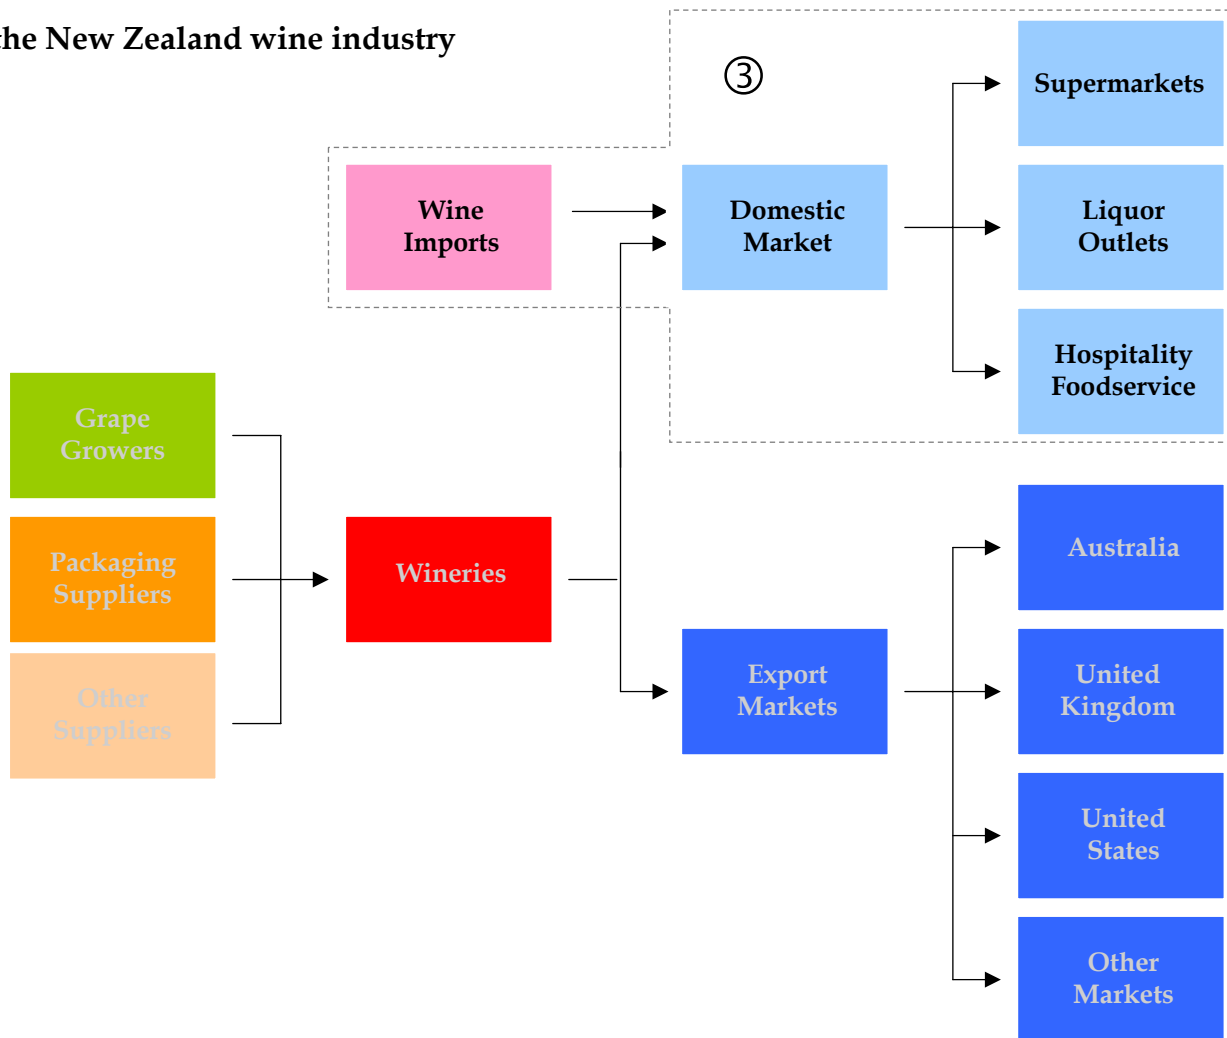 the New Zealand wine industry
③
Supermarkets
Wine
Imports
Domestic
Market
Liquor
Outlets
Hospitality
Foodservice
Grape
Growers
Packaging
Suppliers
Other
Suppliers
Wineries
Export
Markets
Australia
United
Kingdom
United
States
Other
Markets